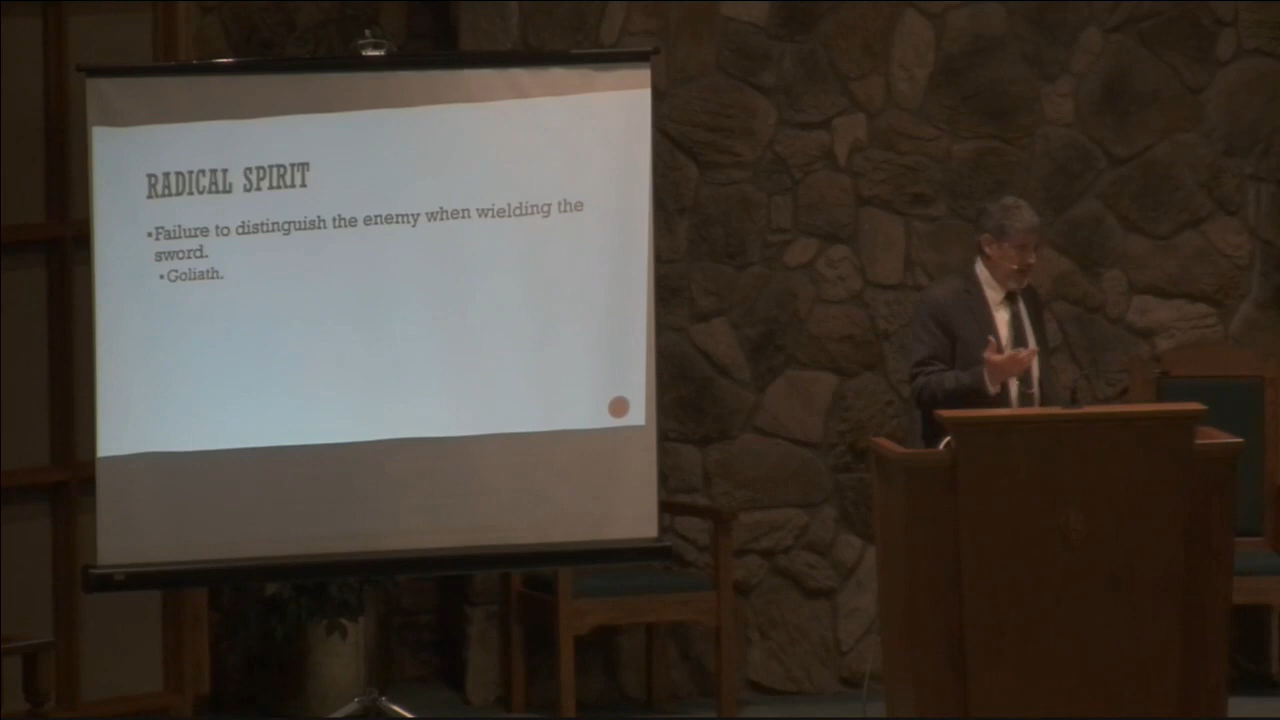 RADICAL SPIRIT
▪Failure to distinguish the enemy when wielding the
sword.
▪Goliath.